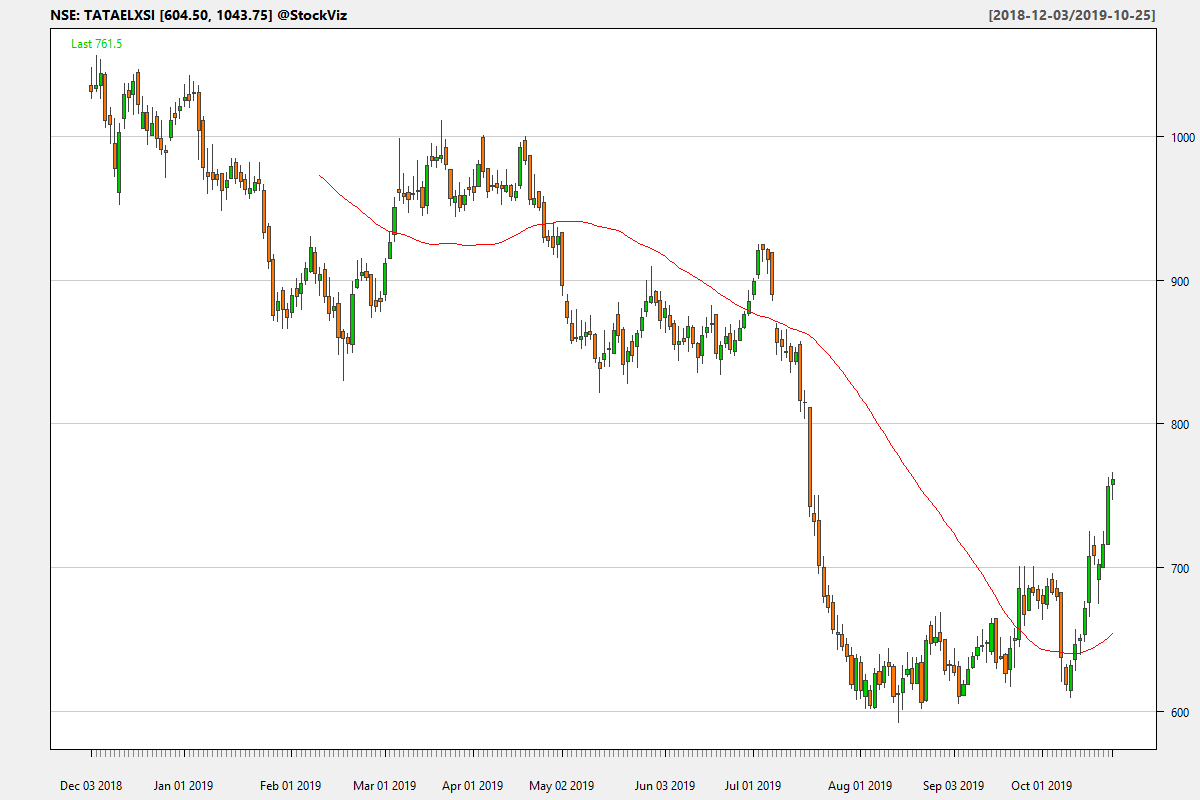 NSE: TATAELXSI [604.50, 1043.75] @StockViz [2018-12-03/2019-10-25]
Last 761.5
1000
900
800
700
600
Dec 03 2018 Jan 01 2019 Feb 01 2019 Mar 01 2019 Apr 01 2019 May 02 2019 Jun 03 2019 Jul 01 2019 Aug 01 2019 Sep 03 2019 Oct 01 2019